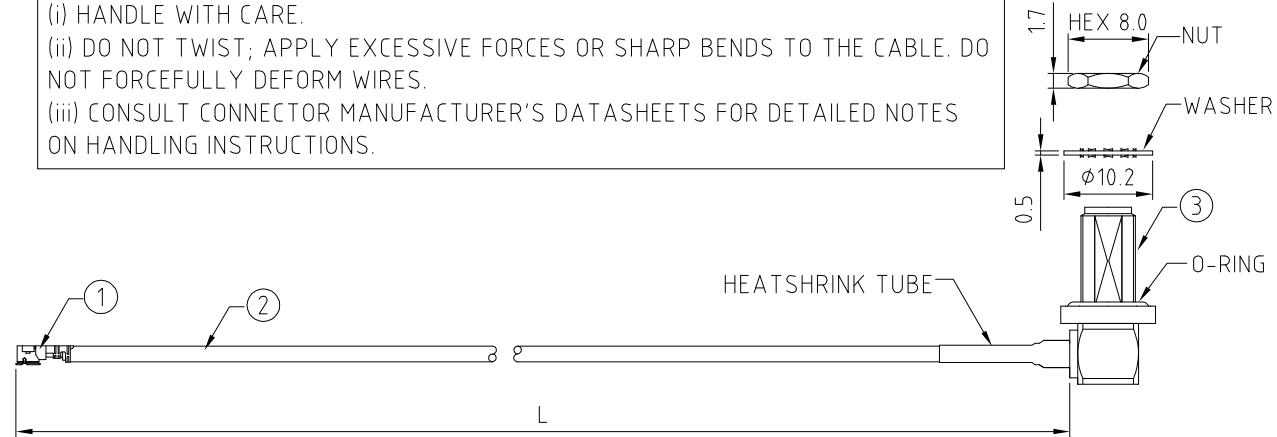 (i) HANDLE WITH CARE.
(ii) DO NOT TWIST; APPLY EXCESSIVE FORCES OR SHARP BENDS TO THE CABLE. DO
NOT FORCEFULLY DEFORM WIRES.
(iii) CONSULT CONNECTOR MANUFACTURER'S DATASHEETS FOR DETAILED NOTES
ON HANDLING INSTRUCTIONS.
1.7
HEX 8.0
NUT
WASHER
ϕ10.2
0.5
3
O-RING
HEATSHRINK TUBE
1
2
L